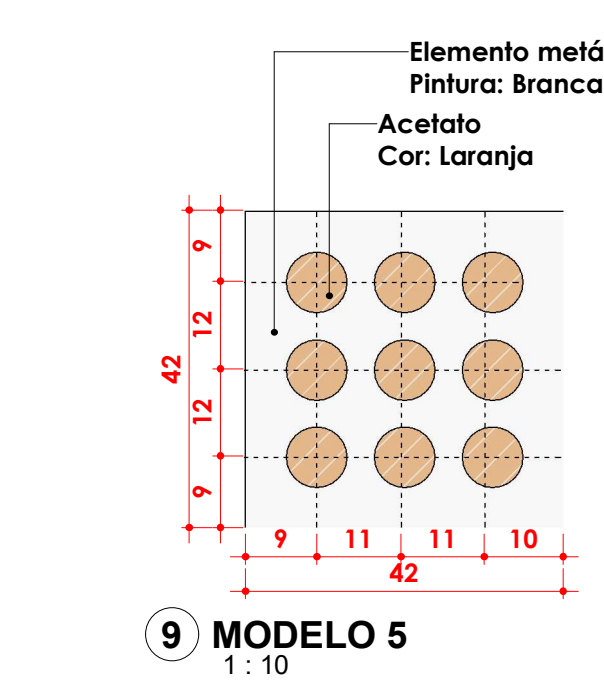 Elemento metá
Pintura: Branca
Acetato
Cor: Laranja
9
12
42
12
9
9 11 11 10
42
9 MODELO 5
1 : 10